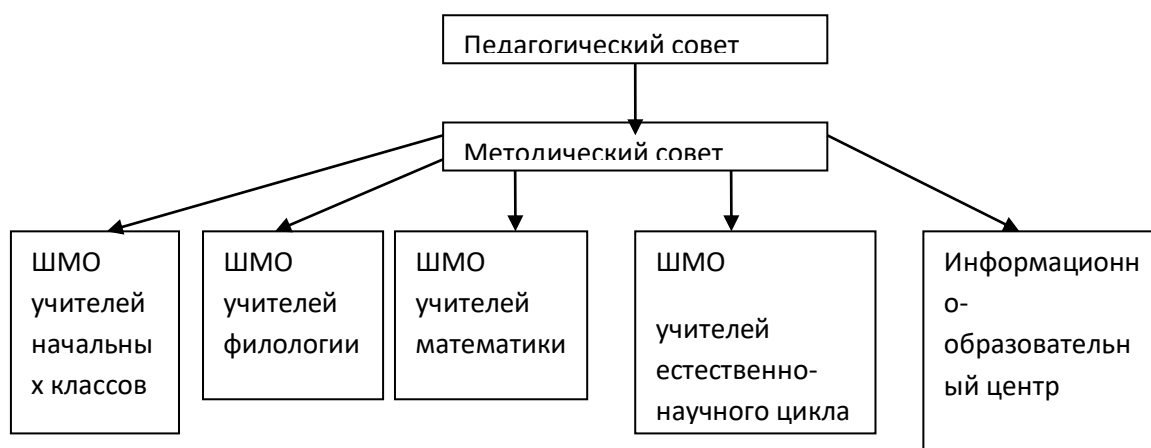 Педагогический совет
Методический совет
ШМО
учителей
начальны
х классов
ШМО
учителей
филологии
ШМО
учителей
математики
ШМО
учителей
естественно-
научного цикла
Информационн
о-
образовательн
ый центр